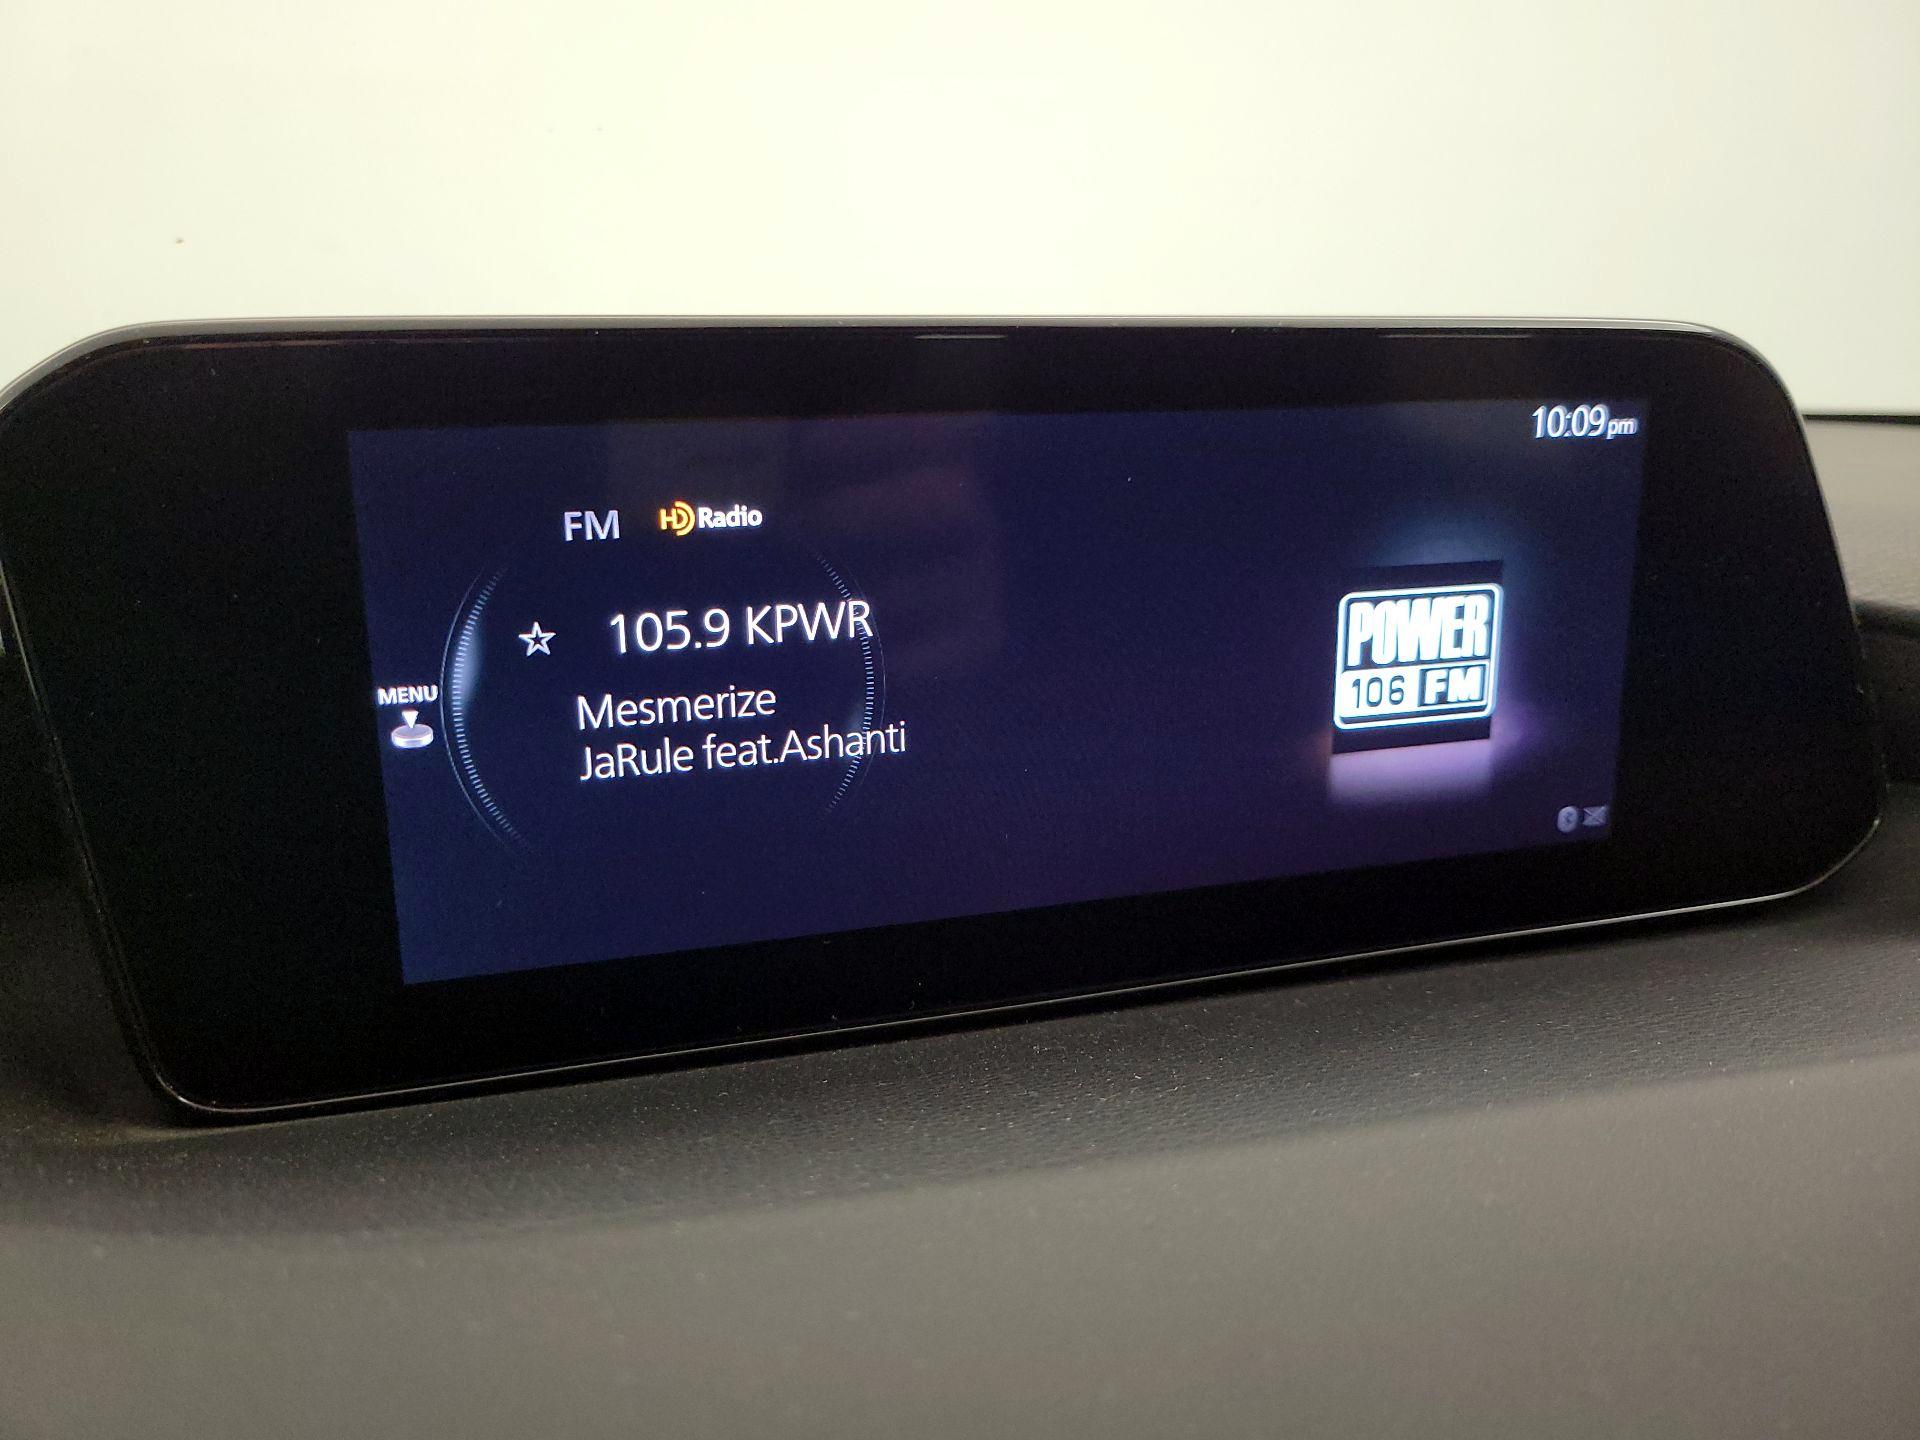 10:09pm
FM HD Radio
105.9 KPWR
MENU
Mesmerize
JaRule feat.Ashanti
POWER
106 FM